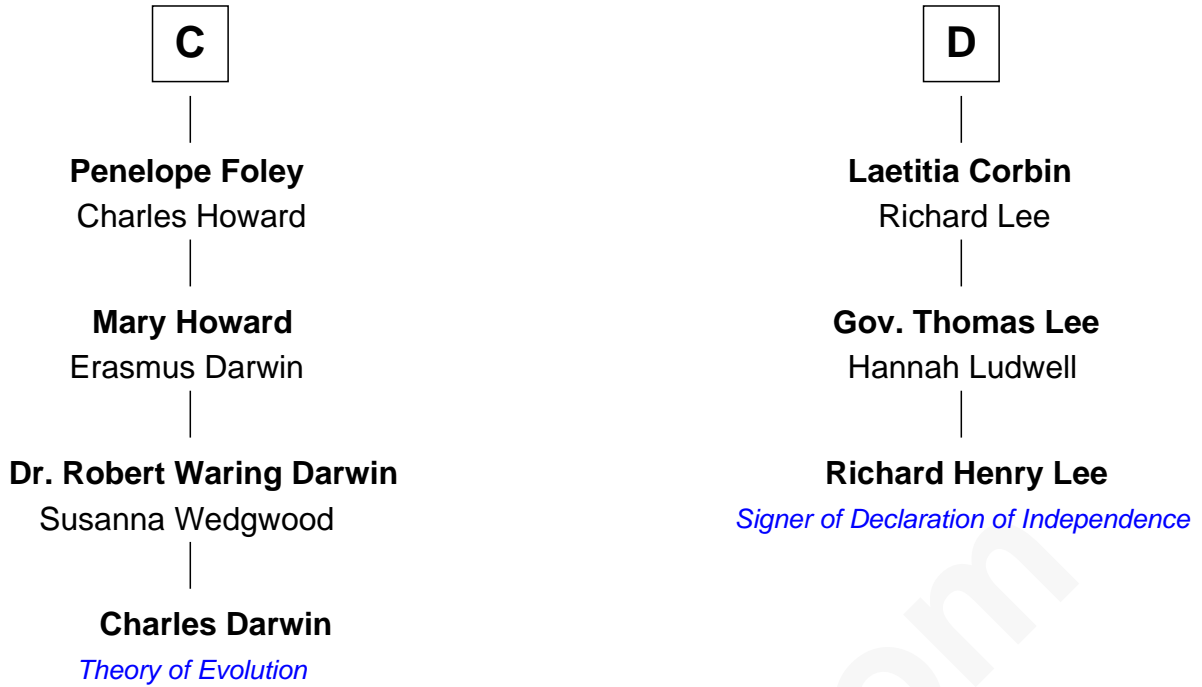 C
Penelope Foley
Charles Howard
Mary Howard
Erasmus Darwin
Dr. Robert Waring Darwin
Susanna Wedgwood
Charles Darwin
Theory of Evolution
D
Laetitia Corbin
Richard Lee
Gov. Thomas Lee
Hannah Ludwell
Richard Henry Lee
Signer of Declaration of Independence
om